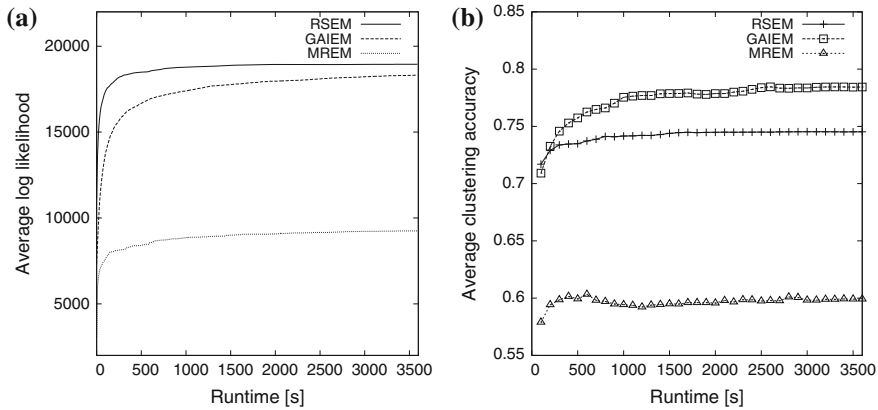 (a)
RSEM
GAIEM
MREM
20000
15000
10000
5000
Average log likelihood
0 500 1000 1500 2000 2500 3000 3500
Runtime [s]
(b)
RSEM
GAIEM
MREM
0.85
0.8
0.75
0.7
0.65
0.6
0.55
Average clustering accuracy
0 500 1000 1500 2000 2500 3000 3500
Runtime [s]